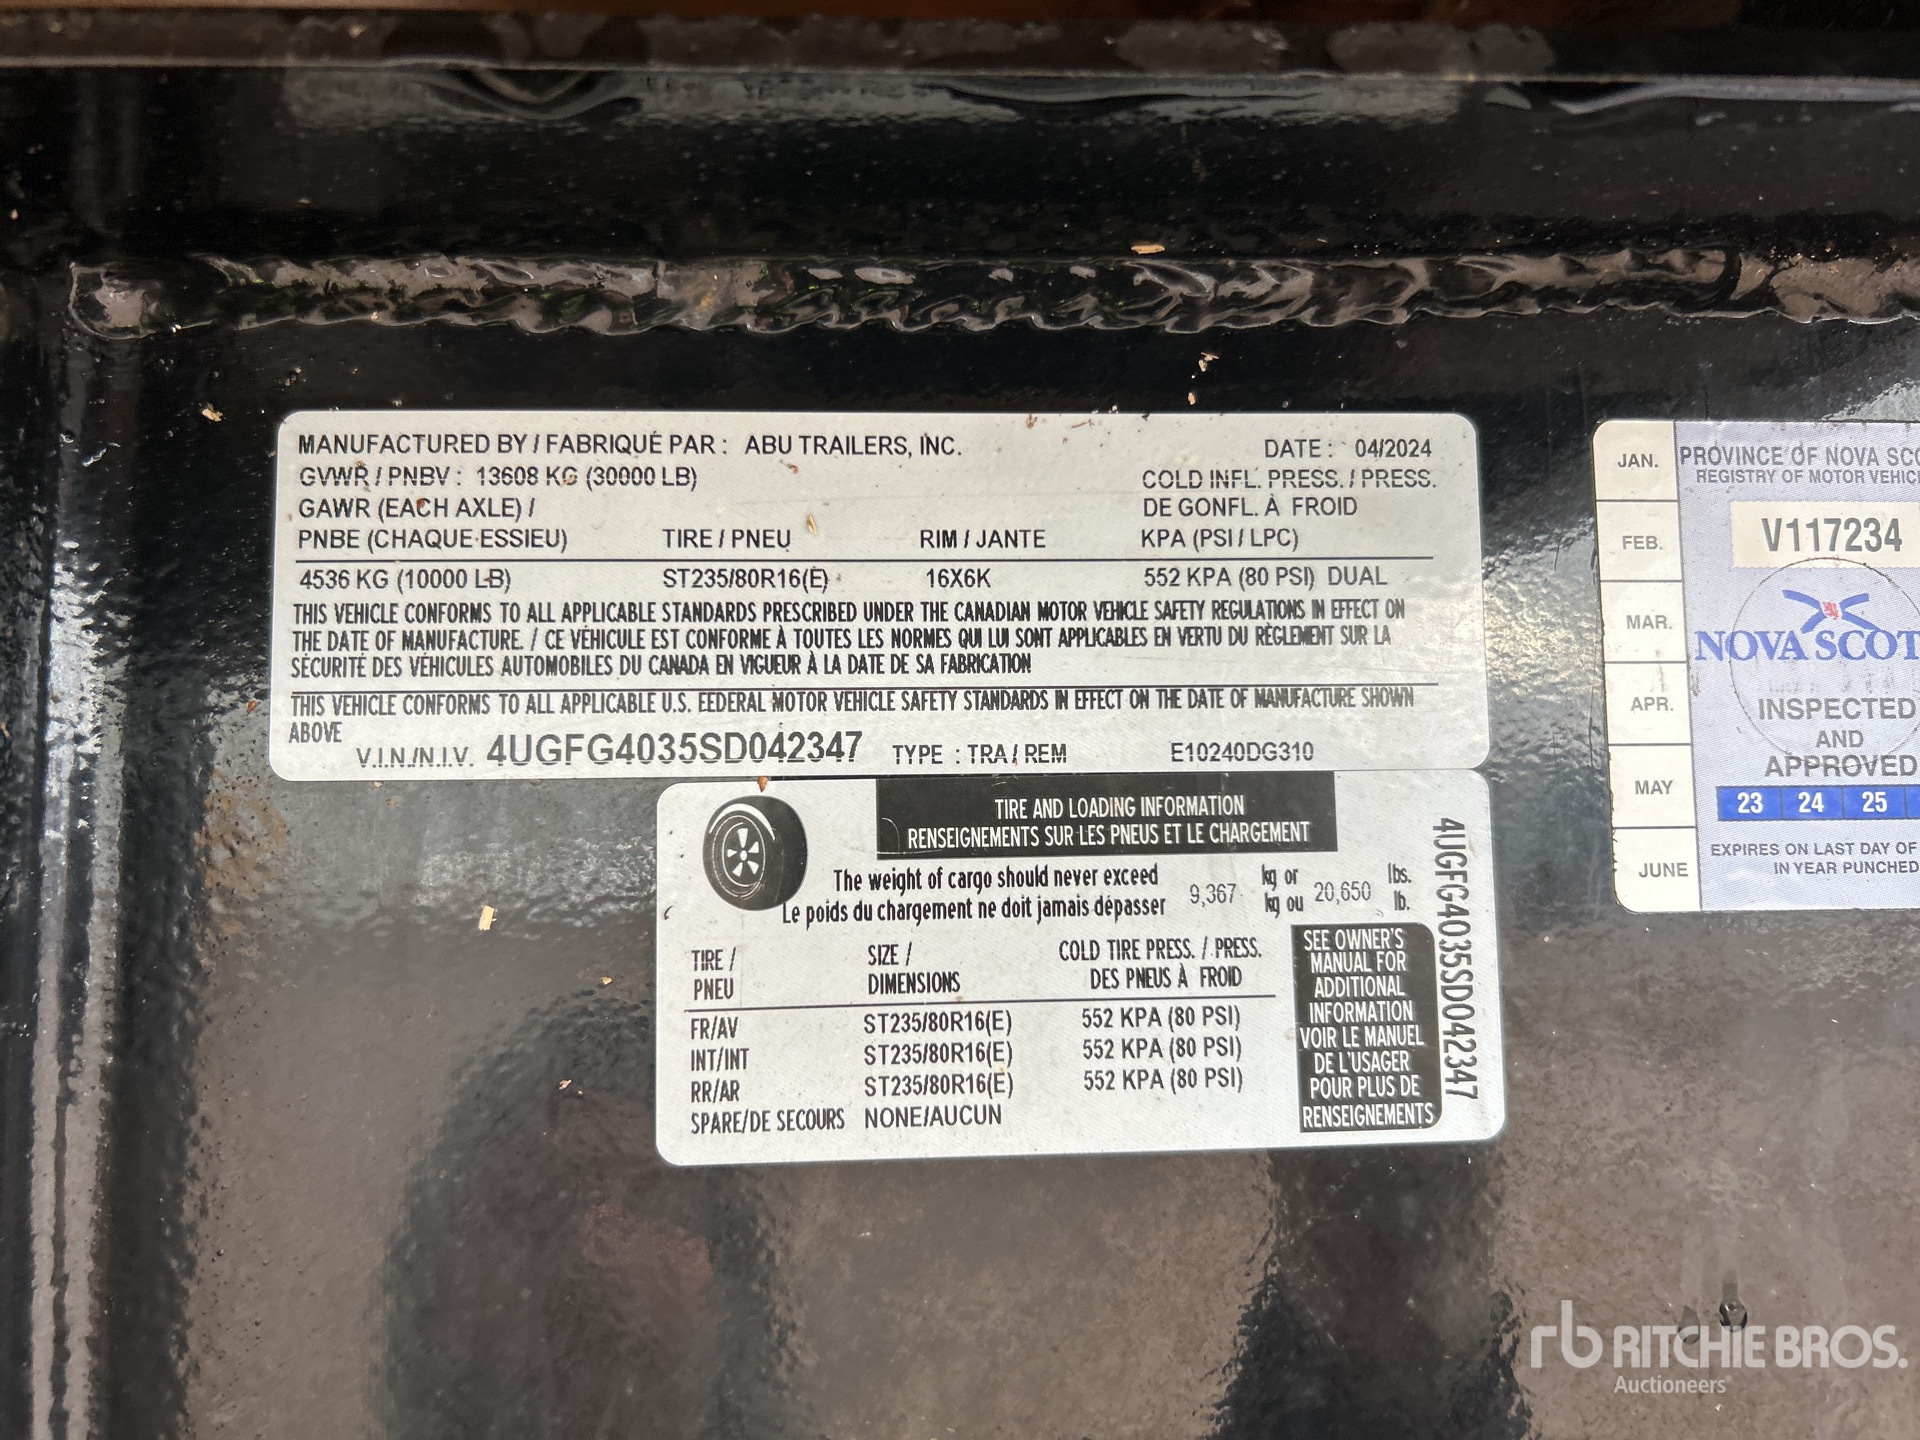 MANUFACTURED BY / FABRIQUÉ PAR : ABU TRAILERS, INC. DATE : 04/2024
GVWR / PNBV : 13608 KG (30000 LB) COLD INFL. PRESS. / PRESS.
GAWR (EACH AXLE) / DE GONFL. À FROID
PNBE (CHAQUE ESSIEU) TIRE / PNEU RIM / JANTE KPA (PSI / LPC)
4536 KG (10000 LB) ST235/80R16(E) 16X6K 552 KPA (80 PSI) DUAL
THIS VEHICLE CONFORMS TO ALL APPLICABLE STANDARDS PRESCRIBED UNDER THE CANADIAN MOTOR VEHICLE SAFETY REGULATIONS IN EFFECT ON
THE DATE OF MANUFACTURE. / CE VÉHICULE EST CONFORME À TOUTES LES NORMES QUI LUI SONT APPLICABLES EN VERTU DU RÈGLEMENT SUR LA
SÉCURITÉ DES VÉHICULES AUTOMOBILES DU CANADA EN VIGUEUR À LA DATE DE SA FABRICATION
THIS VEHICLE CONFORMS TO ALL APPLICABLE U.S. FEDERAL MOTOR VEHICLE SAFETY STANDARDS IN EFFECT ON THE DATE OF MANUFACTURE SHOWN
ABOVE
V.I.N./N.I.V. 4UGFG4035SD042347 TYPE : TRA / REM E10240DG310
TIRE AND LOADING INFORMATION
RENSEIGNEMENTS SUR LES PNEUS ET LE CHARGEMENT
The weight of cargo should never exceed 9,367 kg or 20,650 lbs.
Le poids du chargement ne doit jamais dépasser kg ou lb.
TIRE / SIZE / COLD TIRE PRESS. / PRESS.
PNEU DIMENSIONS DES PNEUS À FROID
FR/AV ST235/80R16(E) 552 KPA (80 PSI)
INT/INT ST235/80R16(E) 552 KPA (80 PSI)
RR/AR ST235/80R16(E) 552 KPA (80 PSI)
SPARE/DE SECOURS NONE/AUCUN
SEE OWNER'S
MANUAL FOR
ADDITIONAL
INFORMATION
VOIR LE MANUEL
DE L'USAGER
POUR PLUS DE
RENSEIGNEMENTS
4UGFG4035SD042347
JAN.
FEB.
MAR.
APR.
MAY
JUNE
PROVINCE OF NOVA SCO
REGISTRY OF MOTOR VEHIC
V117234
NOVA SCOT
INSPECTED
AND
APPROVED
23 24 25
EXPIRES ON LAST DAY OF
IN YEAR PUNCHED
rb RITCHIE BROS.
Auctioneers